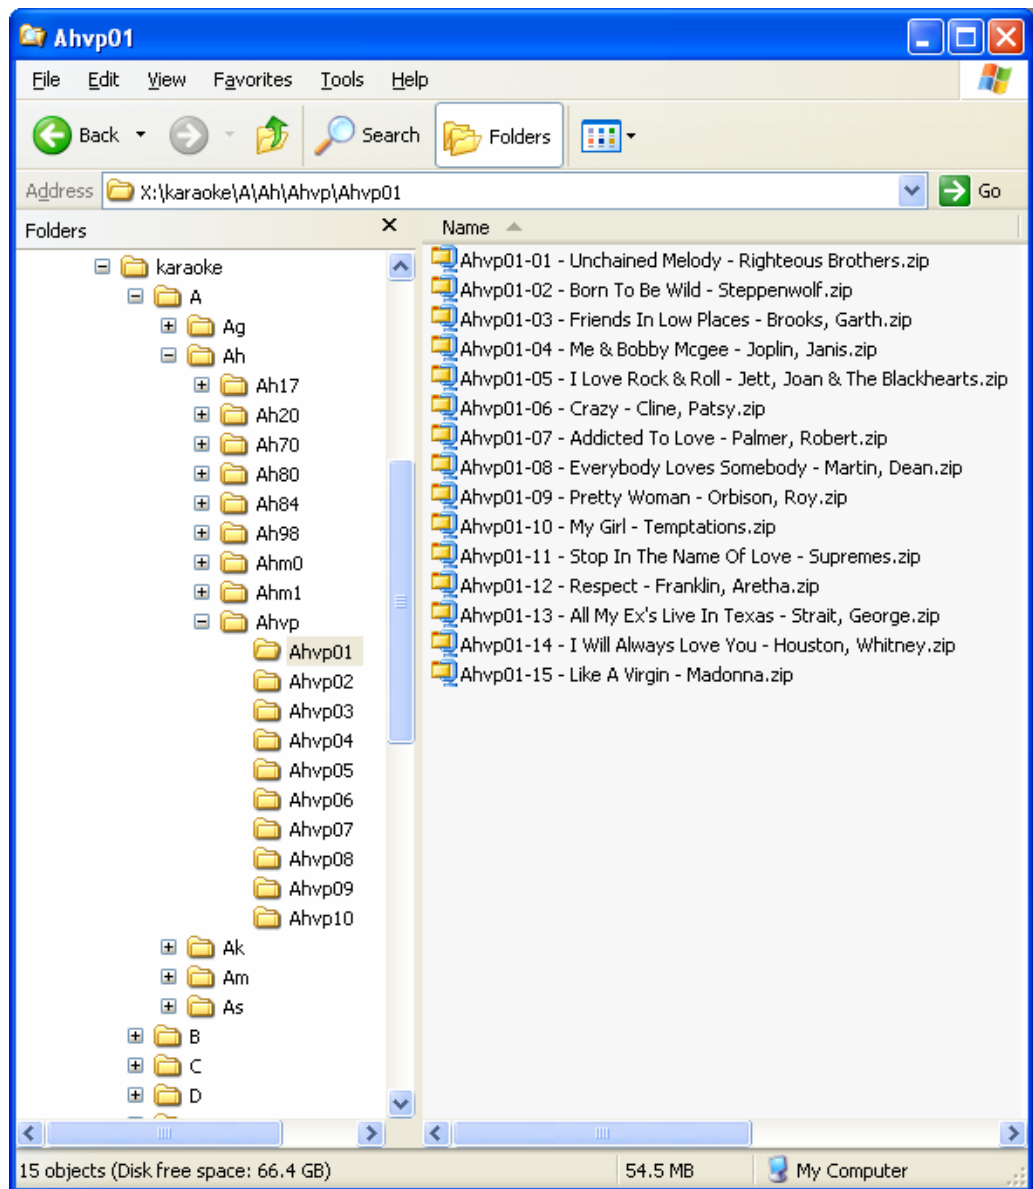 Ahvp01
File Edit View Favorites Tools Help
Back Search Folders
Address X:\karaoke\A\Ah\Ahvp\Ahvp01 Go
Folders
karaoke
A
Ag
Ah
Ah17
Ah20
Ah70
Ah80
Ah84
Ah98
Ahm0
Ahm1
Ahvp
Ahvp01
Ahvp02
Ahvp03
Ahvp04
Ahvp05
Ahvp06
Ahvp07
Ahvp08
Ahvp09
Ahvp10
Ak
Am
As
B
C
D
Name
Ahvp01-01 - Unchained Melody - Righteous Brothers.zip
Ahvp01-02 - Born To Be Wild - Steppenwolf.zip
Ahvp01-03 - Friends In Low Places - Brooks, Garth.zip
Ahvp01-04 - Me & Bobby Mcgee - Joplin, Janis.zip
Ahvp01-05 - I Love Rock & Roll - Jett, Joan & The Blackhearts.zip
Ahvp01-06 - Crazy - Cline, Patsy.zip
Ahvp01-07 - Addicted To Love - Palmer, Robert.zip
Ahvp01-08 - Everybody Loves Somebody - Martin, Dean.zip
Ahvp01-09 - Pretty Woman - Orbison, Roy.zip
Ahvp01-10 - My Girl - Temptations.zip
Ahvp01-11 - Stop In The Name Of Love - Supremes.zip
Ahvp01-12 - Respect - Franklin, Aretha.zip
Ahvp01-13 - All My Ex's Live In Texas - Strait, George.zip
Ahvp01-14 - I Will Always Love You - Houston, Whitney.zip
Ahvp01-15 - Like A Virgin - Madonna.zip
15 objects (Disk free space: 66.4 GB) 54.5 MB My Computer